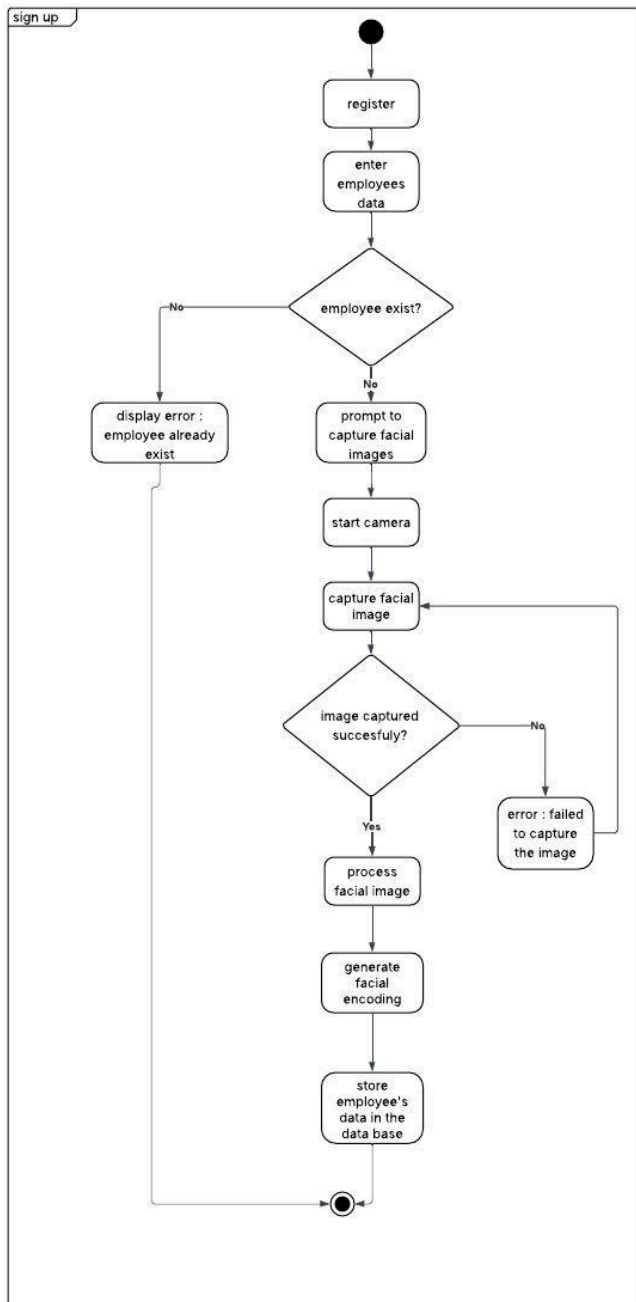 sign up
register
enter
employees
data
employee exist?
No
No
display error :
employee already
exist
prompt to
capture facial
images
start camera
capture facial
image
image captured
succesfuly?
No
error : failed
to capture
the image
Yes
process
facial image
generate
facial
encoding
store
employee's
data in the
data base